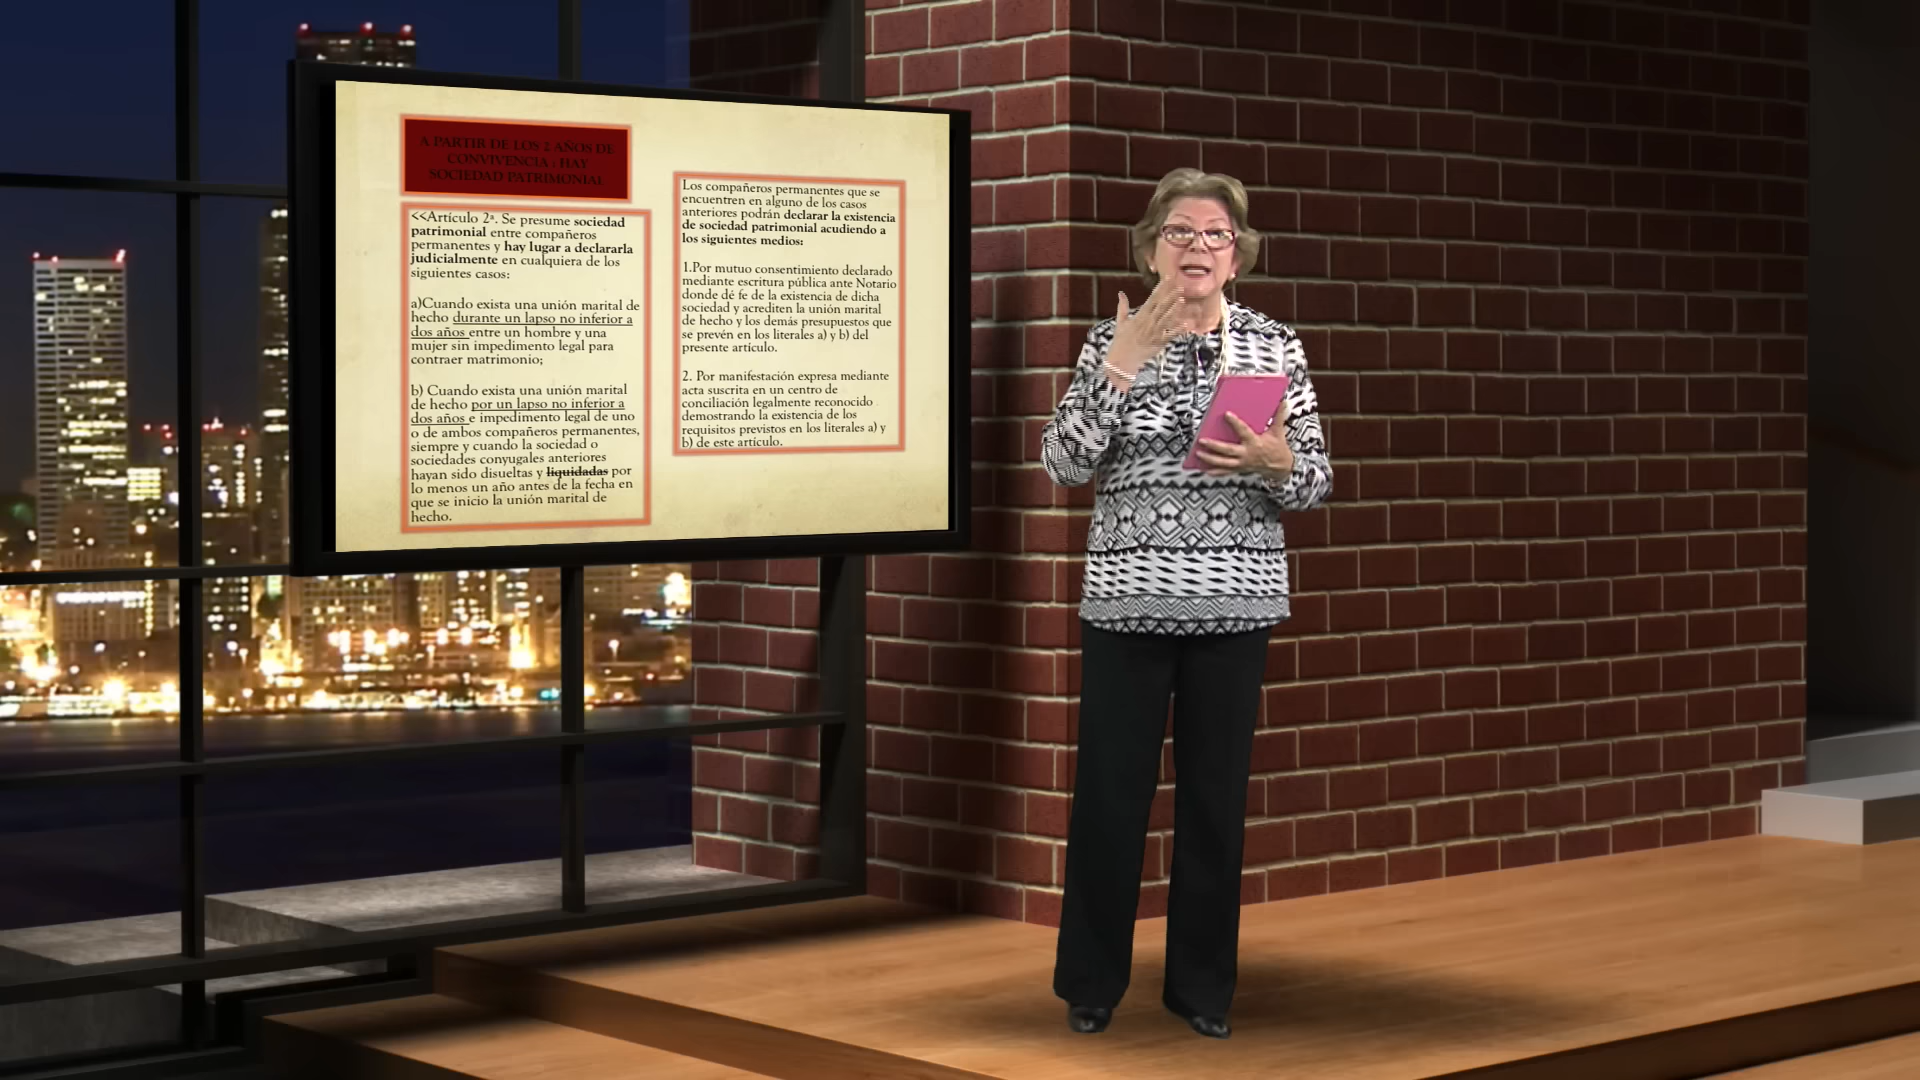 A PARTIR DE LOS 2 AÑOS DE
CONVIVENCIA : HAY
SOCIEDAD PATRIMONIAL
<<Artículo 2ª. Se presume sociedad
patrimonial entre compañeros
permanentes y hay lugar a declararla
judicialmente en cualquiera de los
siguientes casos:
a)Cuando exista una unión marital de
hecho durante un lapso no inferior a
dos años entre un hombre y una
mujer sin impedimento legal para
contraer matrimonio;
b) Cuando exista una unión marital
de hecho por un lapso no inferior a
dos años e impedimento legal de uno
o de ambos compañeros permanentes,
siempre y cuando la sociedad o
sociedades conyugales anteriores
hayan sido disueltas y liquidadas por
lo menos un año antes de la fecha en
que se inicio la unión marital de
hecho.
Los compañeros permanentes que se
encuentren en alguno de los casos
anteriores podrán declarar la existencia
de sociedad patrimonial acudiendo a
los siguientes medios:
1.Por mutuo consentimiento declarado
mediante escritura pública ante Notario
donde dé fe de la existencia de dicha
sociedad y acrediten la unión marital
de hecho y los demás presupuestos que
se prevén en los literales a) y b) del
presente artículo.
2. Por manifestación expresa mediante
acta suscrita en un centro de
conciliación legalmente reconocido
demostrando la existencia de los
requisitos previstos en los literales a) y
b) de este artículo.